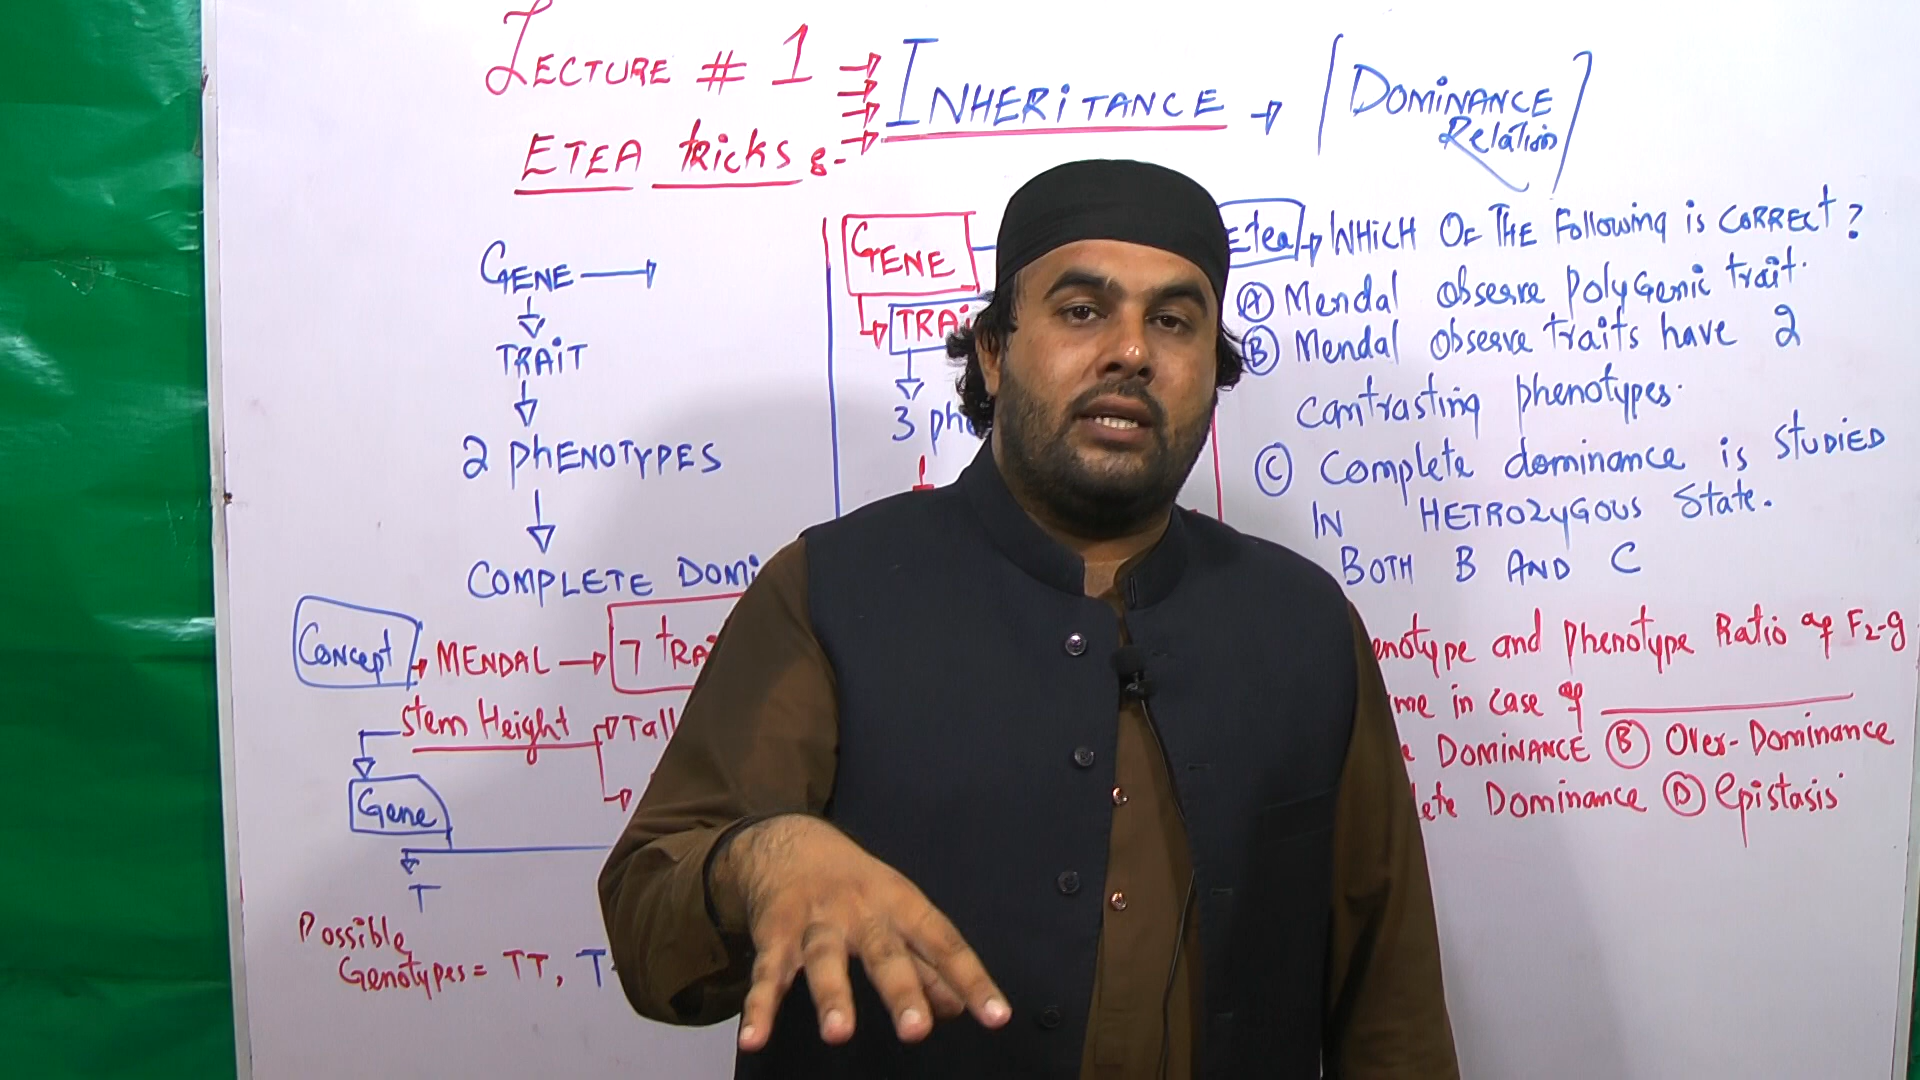 LECTURE # 1
INHERITANCE
[DOMINANCE
Relation]
ETEA tricks :-
GENE
TRAIT
2 PHENOTYPES
COMPLETE DOMI
Concept
MENDAL
7 TRA
Stem Height
Tall
Gene
T
Possible
Genotypes = TT, T
GENE
TRAI
3 phe
Etea
WHICH OF THE Following is CORRECT?
(A) Mendal observe polyGenic trait.
(B) Mendal observe traits have 2
contrasting phenotypes.
(C) Complete dominance is STUDIED
IN HETROZYGOUS State.
BOTH B AND C
enotype and Phenotype Ratio of F2-g
me in case of ________
e DOMINANCE (B) Over-Dominance
lete Dominance (D) Epistasis